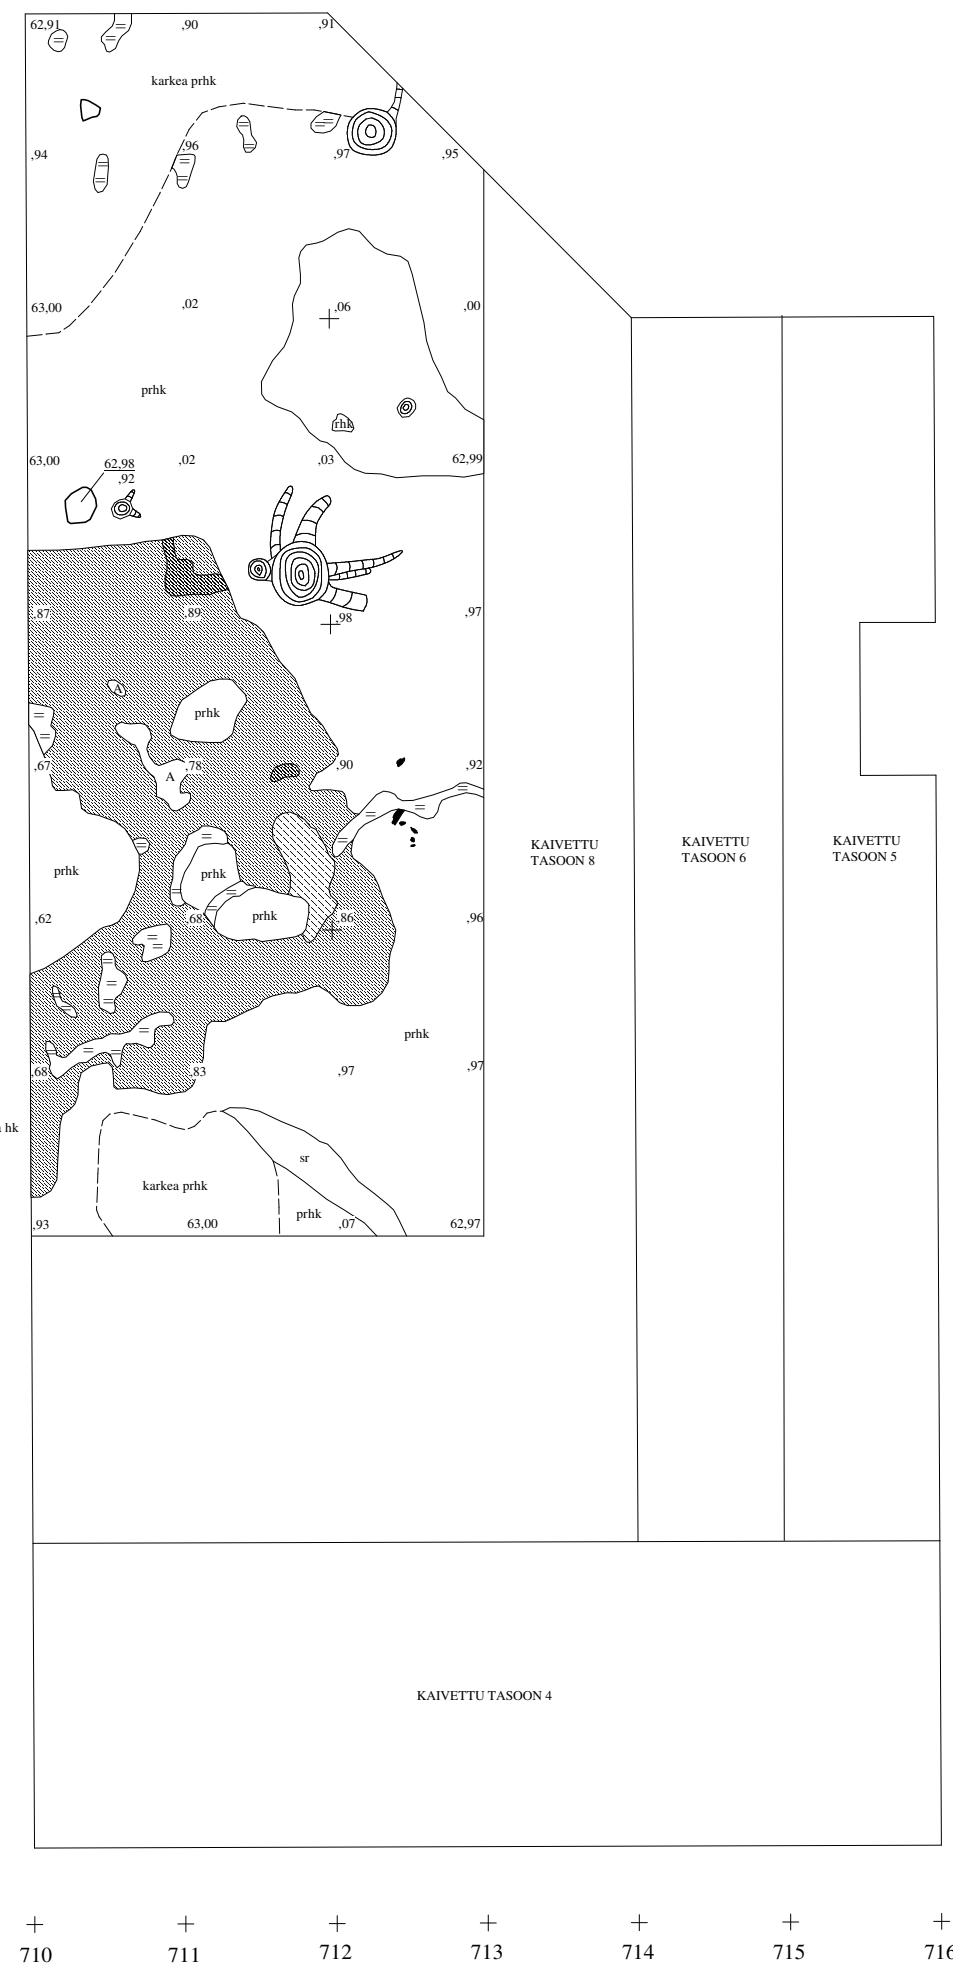 62,91 ,90 ,91
karkea prhk
,94 ,96 ,97 ,95
63,00 ,02 ,06 ,00
prhk
rhk
63,00 ,02 ,03 62,99
62,98
,92
,87 ,89 ,98 ,97
A
prhk
,67 ,78 ,90 ,92
A
KAIVETTU
TASOON 8
KAIVETTU
TASOON 6
KAIVETTU
TASOON 5
prhk prhk
prhk
,62 ,68 ,86 ,96
prhk
,68 ,83 ,97 ,97
hk
sr
karkea prhk
prhk
,93 63,00 ,07 62,97
KAIVETTU TASOON 4
710 711 712 713 714 715 716